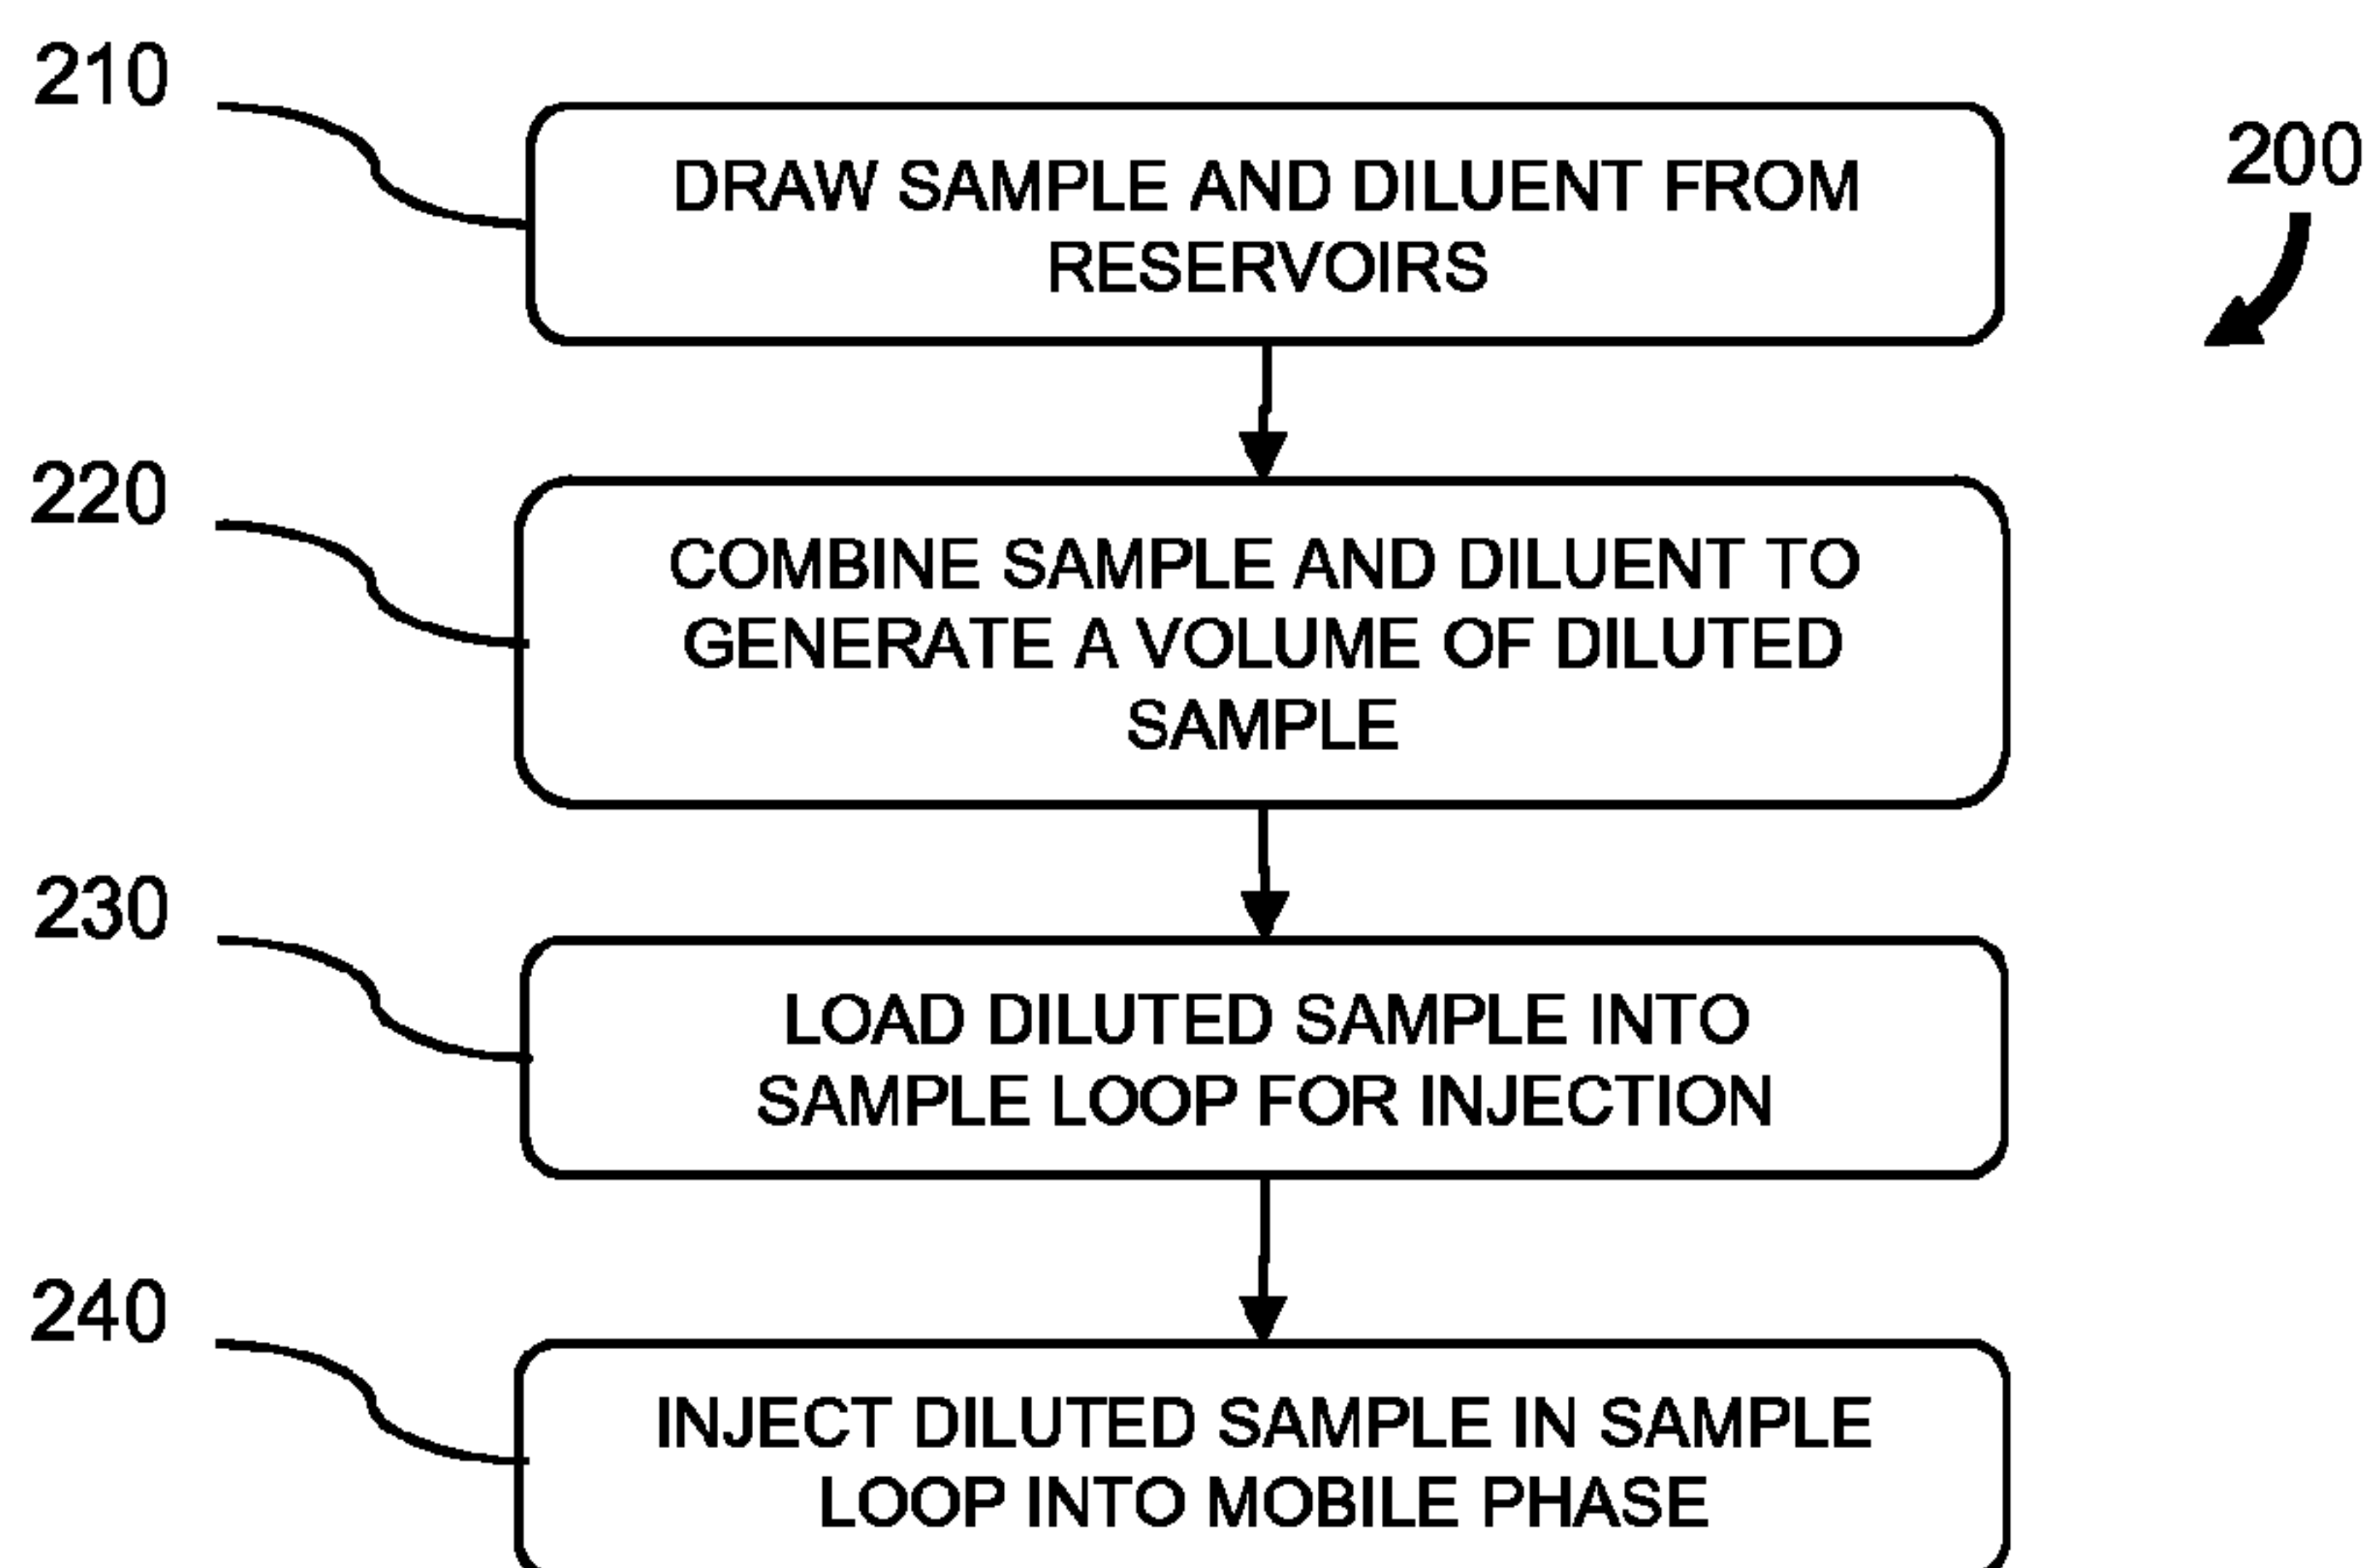 210
DRAW SAMPLE AND DILUENT FROM
RESERVOIRS
200
220
COMBINE SAMPLE AND DILUENT TO
GENERATE A VOLUME OF DILUTED
SAMPLE
230
LOAD DILUTED SAMPLE INTO
SAMPLE LOOP FOR INJECTION
240
INJECT DILUTED SAMPLE IN SAMPLE
LOOP INTO MOBILE PHASE